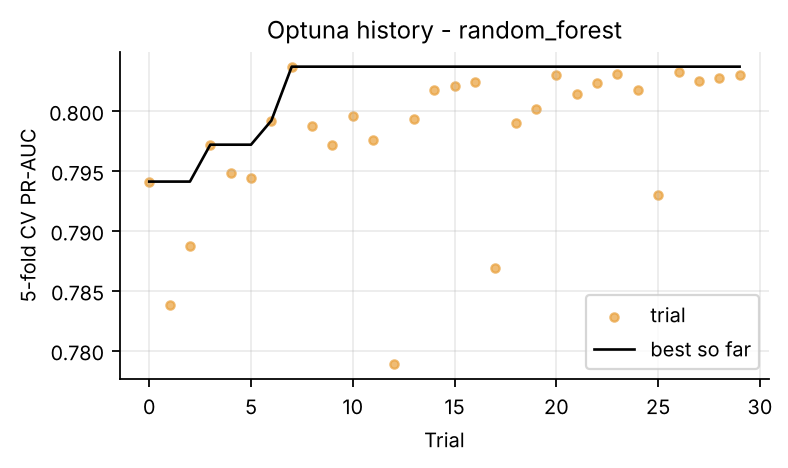 Optuna history - random_forest
5-fold CV PR-AUC
0.800
0.795
0.790
0.785
0.780
0
5
10
15
20
25
30
Trial
trial
best so far